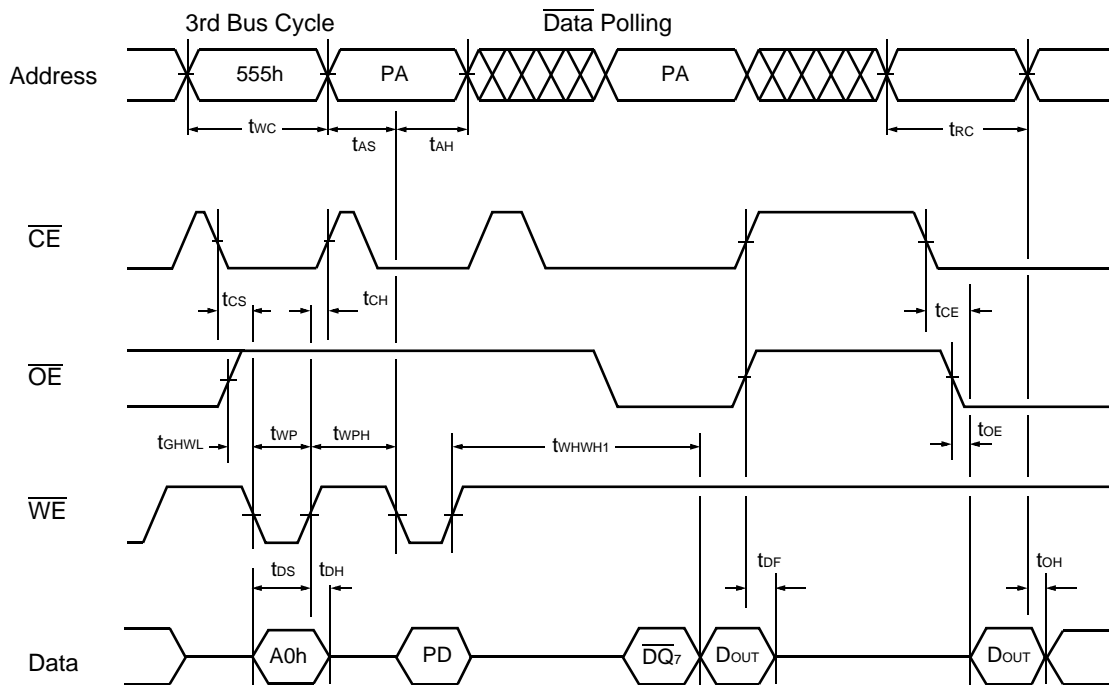 3rd Bus Cycle Data Polling
Address 555h PA PA
tWC tAS tAH tRC
CE
tCS tCH tCE
OE
tGHWL tWP tWPH tWHWH1 tOE
WE
tDS tDH tDF tOH
Data A0h PD DQ7 DOUT DOUT